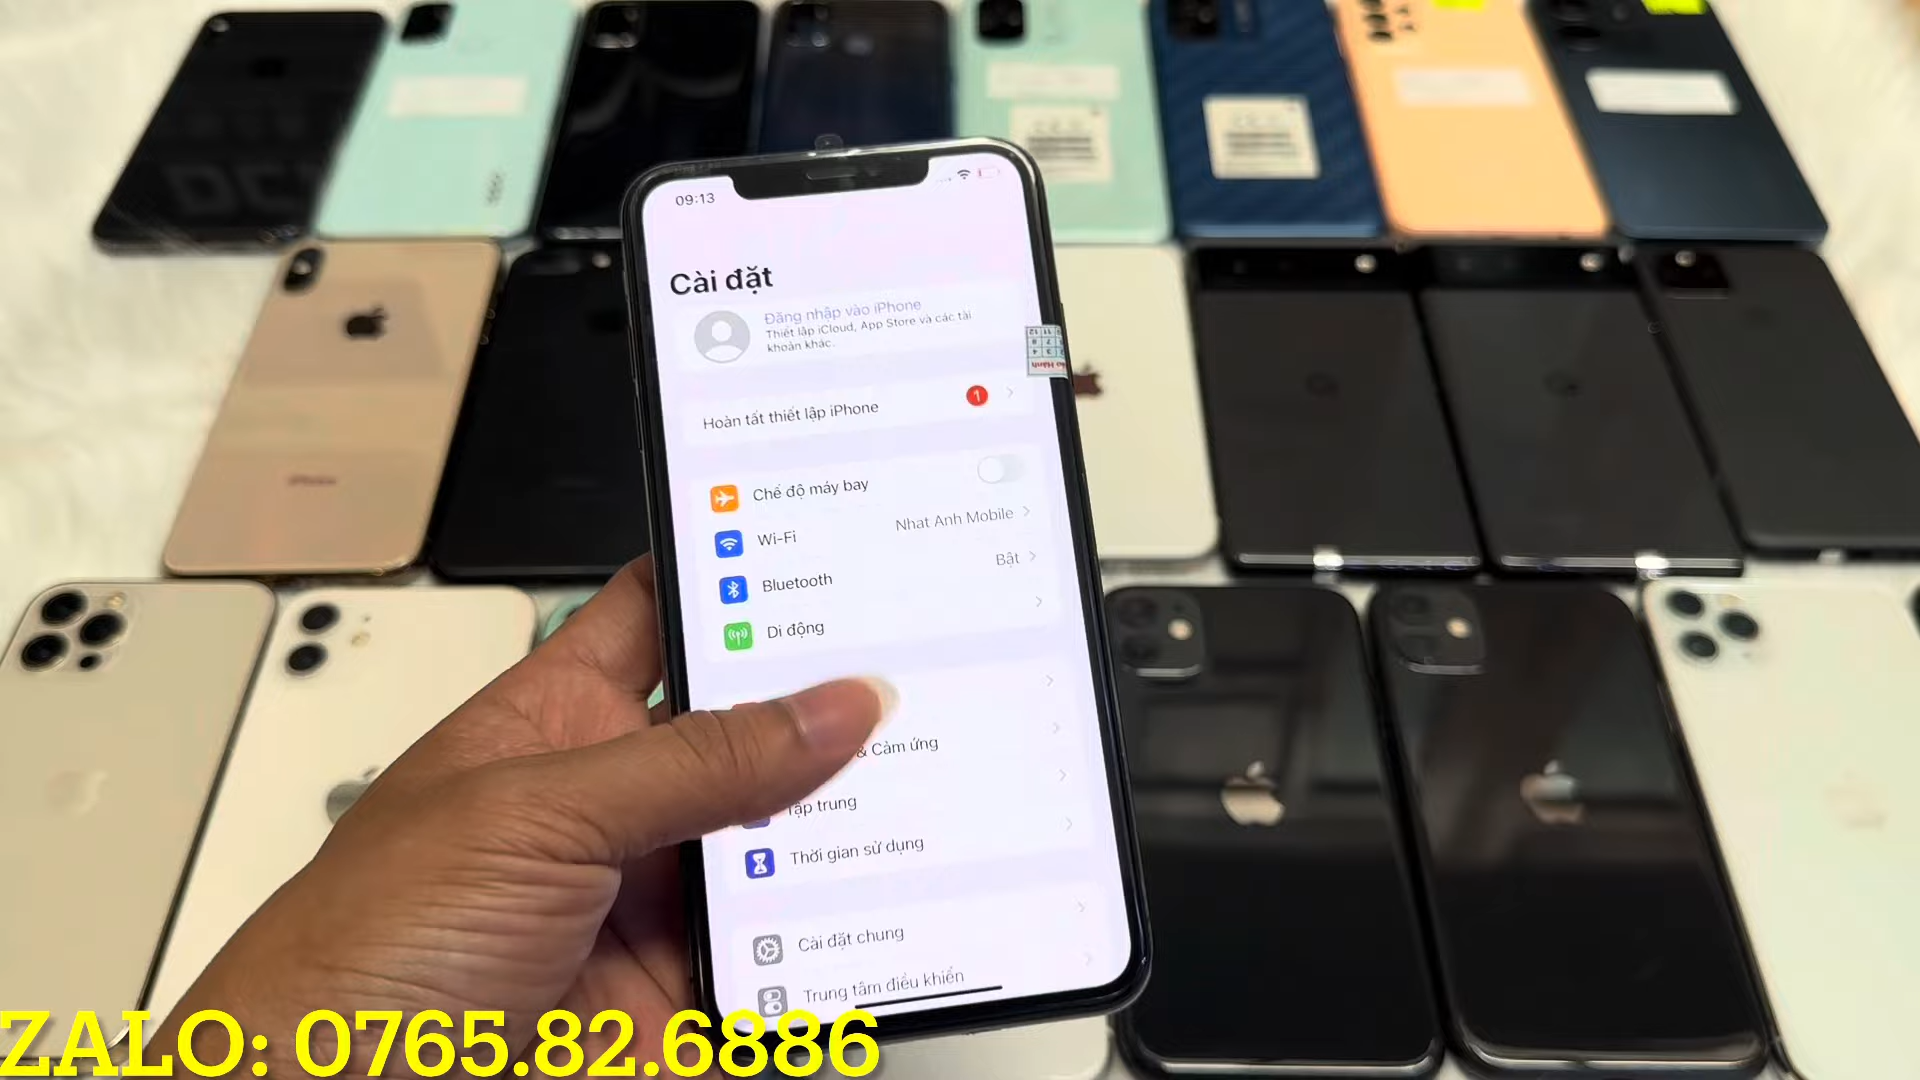 09:13
Cài đặt
Đăng nhập vào iPhone
Thiết lập iCloud, App Store và các tài
khoản khác.
Hoàn tất thiết lập iPhone
1
Chế độ máy bay
Wi-Fi
Nhat Anh Mobile
Bluetooth
Bật
Di động
& Cảm ứng
Tập trung
Thời gian sử dụng
Cài đặt chung
Trung tâm điều khiển
iPhone
ZALO: 0765.82.6886